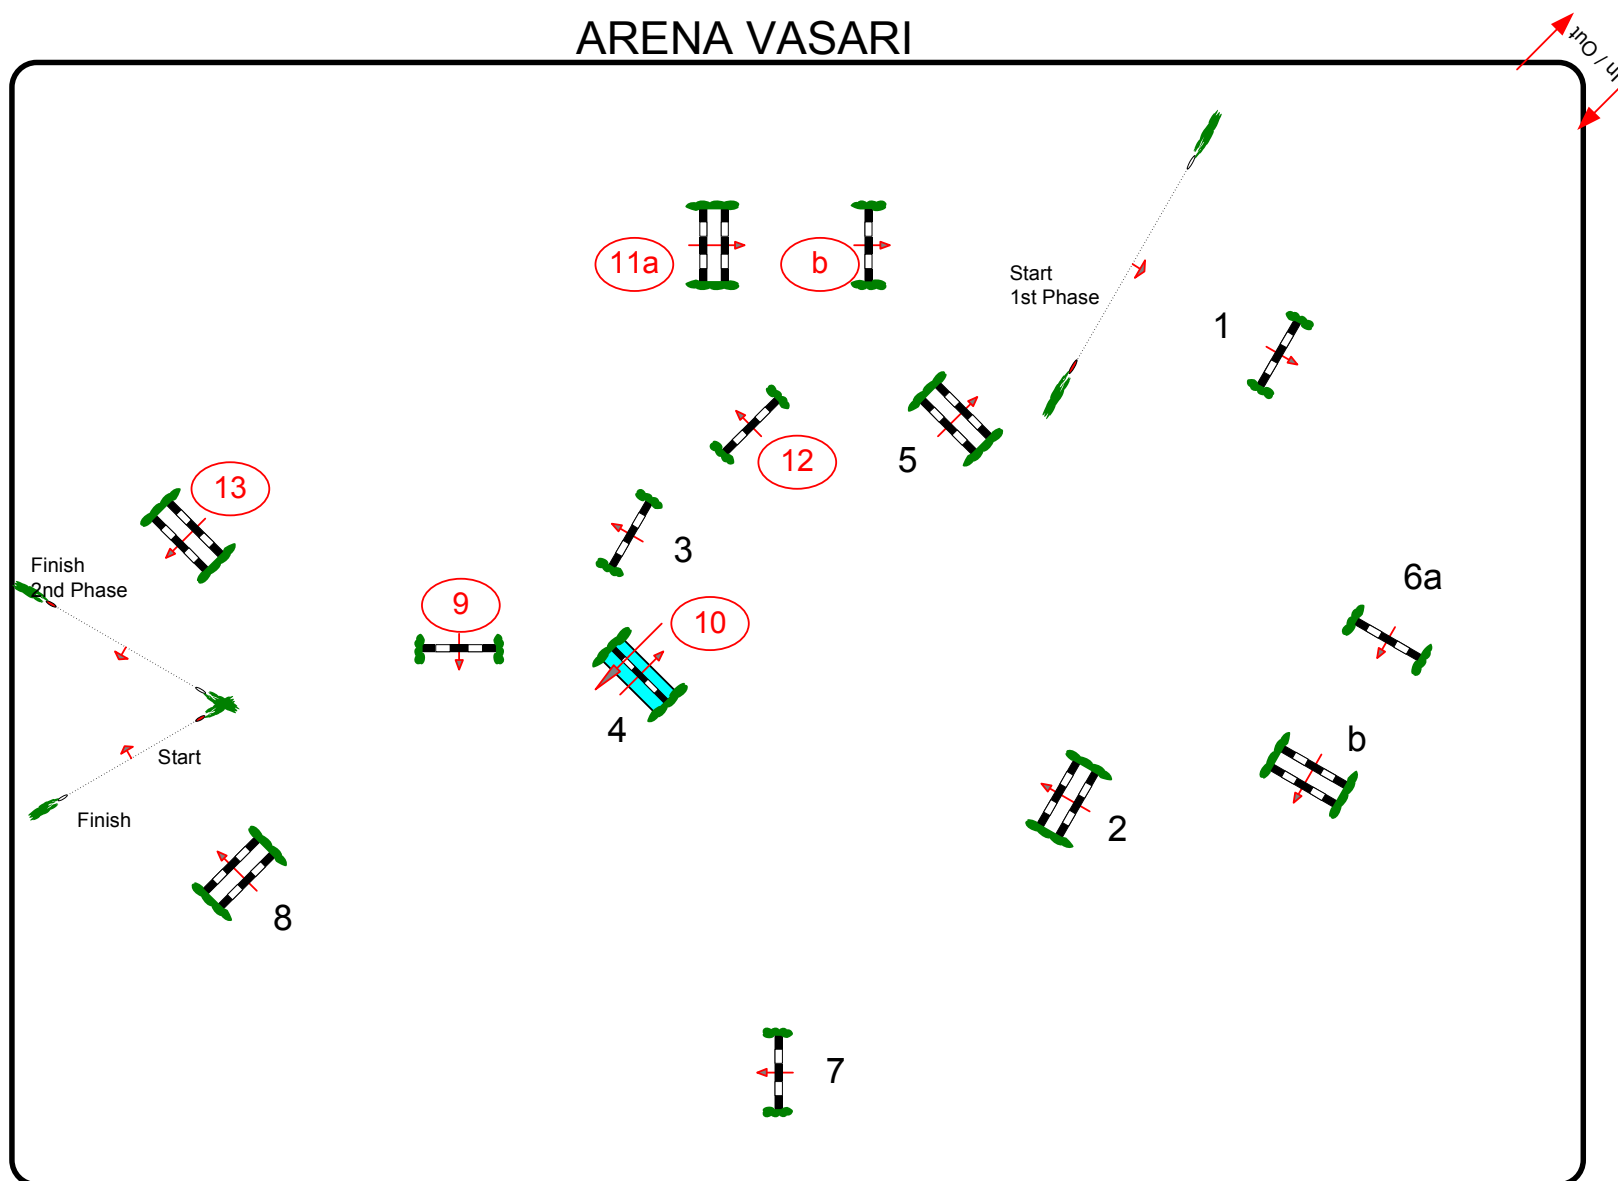 ARENA VASARI
In / Out
11a
b
Start
1st Phase
1
12
5
13
3
Finish
2nd Phase
9
10
6a
4
b
Start
2
Finish
8
7